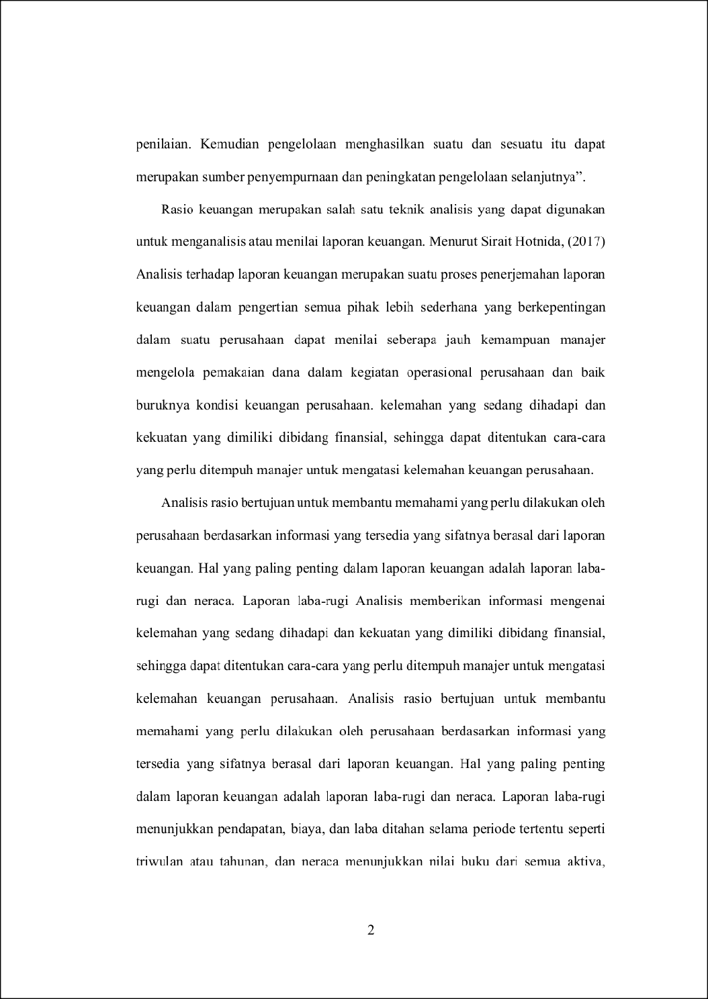 penilaian. Kemudian pengelolaan menghasilkan suatu dan sesuatu itu dapat
merupakan sumber penyempurnaan dan peningkatan pengelolaan selanjutnya”.
Rasio keuangan merupakan salah satu teknik analisis yang dapat digunakan
untuk menganalisis atau menilai laporan keuangan. Menurut Sirait Hotnida, (2017)
Analisis terhadap laporan keuangan merupakan suatu proses penerjemahan laporan
keuangan dalam pengertian semua pihak lebih sederhana yang berkepentingan
dalam suatu perusahaan dapat menilai seberapa jauh kemampuan manajer
mengelola pemakaian dana dalam kegiatan operasional perusahaan dan baik
buruknya kondisi keuangan perusahaan. kelemahan yang sedang dihadapi dan
kekuatan yang dimiliki dibidang finansial, sehingga dapat ditentukan cara-cara
yang perlu ditempuh manajer untuk mengatasi kelemahan keuangan perusahaan.
Analisis rasio bertujuan untuk membantu memahami yang perlu dilakukan oleh
perusahaan berdasarkan informasi yang tersedia yang sifatnya berasal dari laporan
keuangan. Hal yang paling penting dalam laporan keuangan adalah laporan laba-
rugi dan neraca. Laporan laba-rugi Analisis memberikan informasi mengenai
kelemahan yang sedang dihadapi dan kekuatan yang dimiliki dibidang finansial,
sehingga dapat ditentukan cara-cara yang perlu ditempuh manajer untuk mengatasi
kelemahan keuangan perusahaan. Analisis rasio bertujuan untuk membantu
memahami yang perlu dilakukan oleh perusahaan berdasarkan informasi yang
tersedia yang sifatnya berasal dari laporan keuangan. Hal yang paling penting
dalam laporan keuangan adalah laporan laba-rugi dan neraca. Laporan laba-rugi
menunjukkan pendapatan, biaya, dan laba ditahan selama periode tertentu seperti
triwulan atau tahunan, dan neraca menunjukkan nilai buku dari semua aktiva,
2